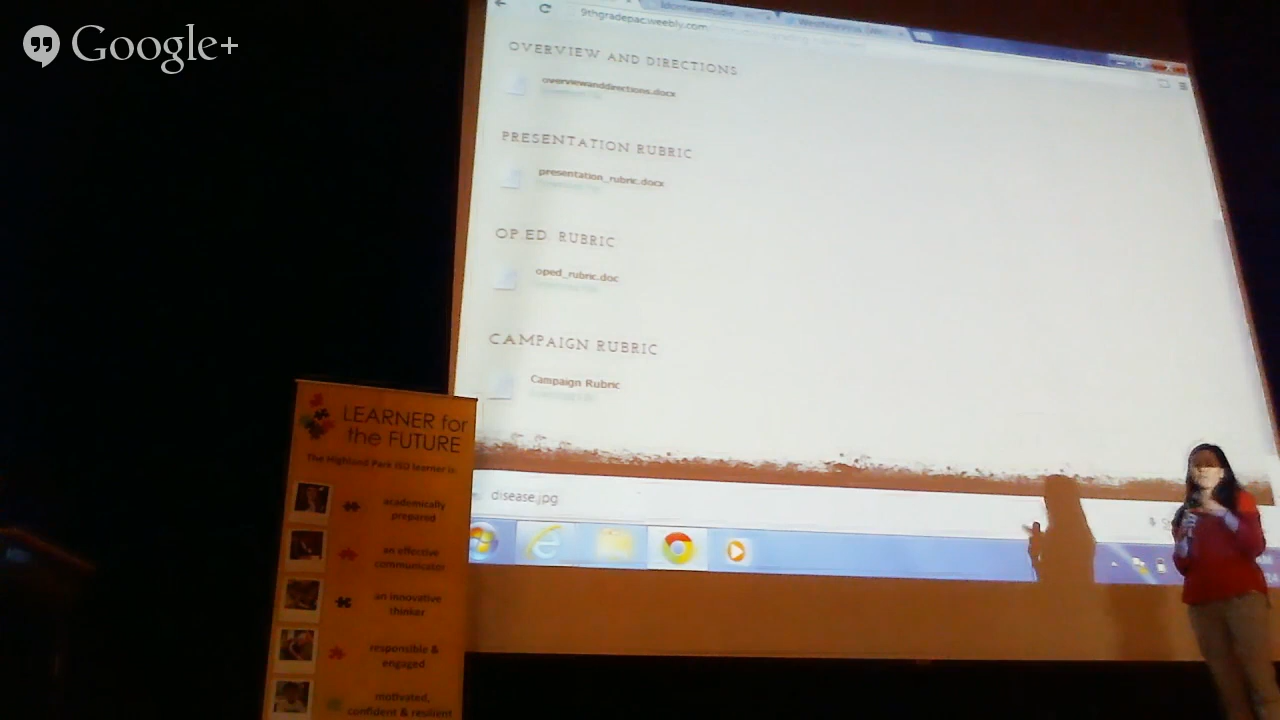 Google+
9thgradepac.weebly.com
OVERVIEW AND DIRECTIONS
overviewanddirections.docx
PRESENTATION RUBRIC
presentation_rubric.docx
OP.ED. RUBRIC
oped_rubric.doc
CAMPAIGN RUBRIC
Campaign Rubric
disease.jpg
LEARNER for
the FUTURE
The Highland Park ISD learner is
academically
prepared
an effective
communicator
an innovative
thinker
responsible &
engaged
motivated,
confident & resilient